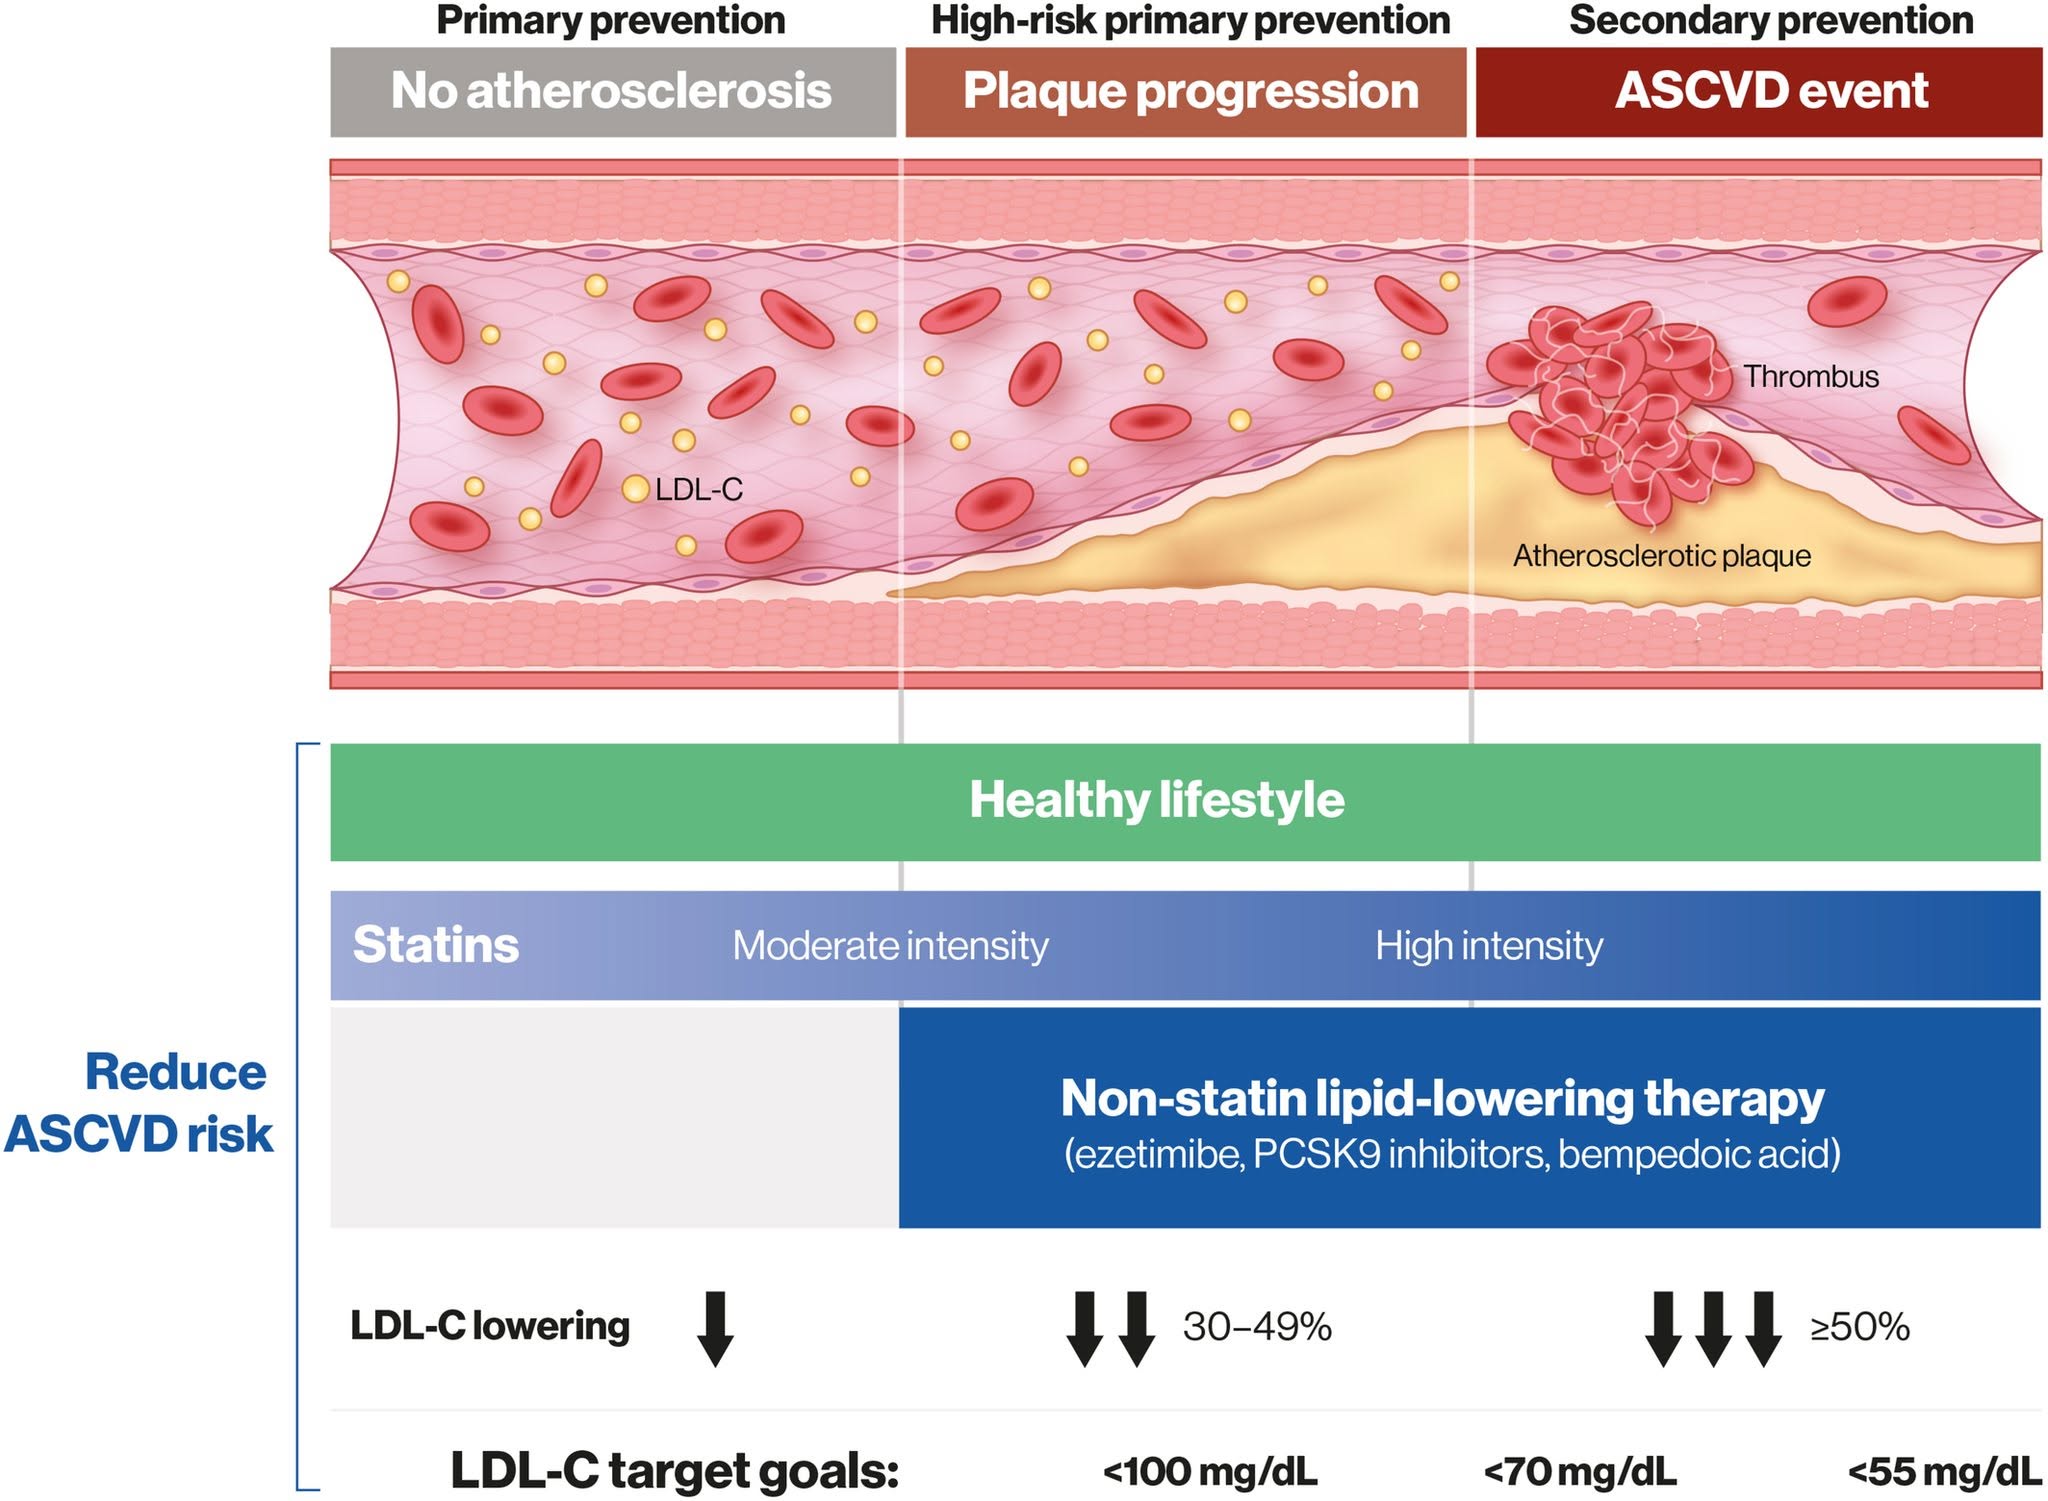 Primary prevention
High-risk primary prevention
Secondary prevention
No atherosclerosis
Plaque progression
ASCVD event
Thrombus
LDL-C
Atherosclerotic plaque
Healthy lifestyle
Statins
Moderate intensity
High intensity
Reduce
ASCVD risk
Non-statin lipid-lowering therapy
(ezetimibe, PCSK9 inhibitors, bempedoic acid)
LDL-C lowering
30–49%
≥50%
LDL-C target goals:
<100 mg/dL
<70 mg/dL
<55 mg/dL